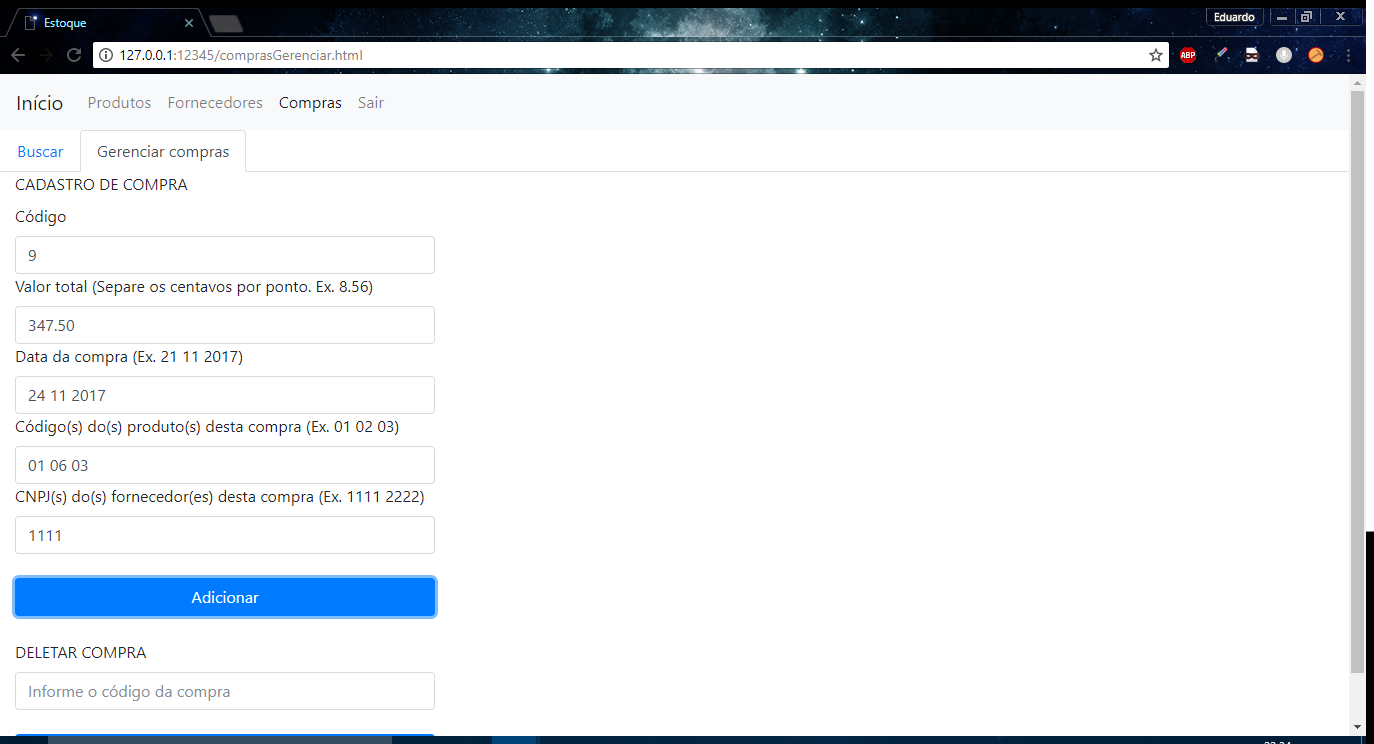 Estoque
Eduardo
127.0.0.1:12345/comprasGerenciar.html
ABP
Início Produtos Fornecedores Compras Sair
Buscar Gerenciar compras
CADASTRO DE COMPRA
Código
9
Valor total (Separe os centavos por ponto. Ex. 8.56)
347.50
Data da compra (Ex. 21 11 2017)
24 11 2017
Código(s) do(s) produto(s) desta compra (Ex. 01 02 03)
01 06 03
CNPJ(s) do(s) fornecedor(es) desta compra (Ex. 1111 2222)
1111
Adicionar
DELETAR COMPRA
Informe o código da compra